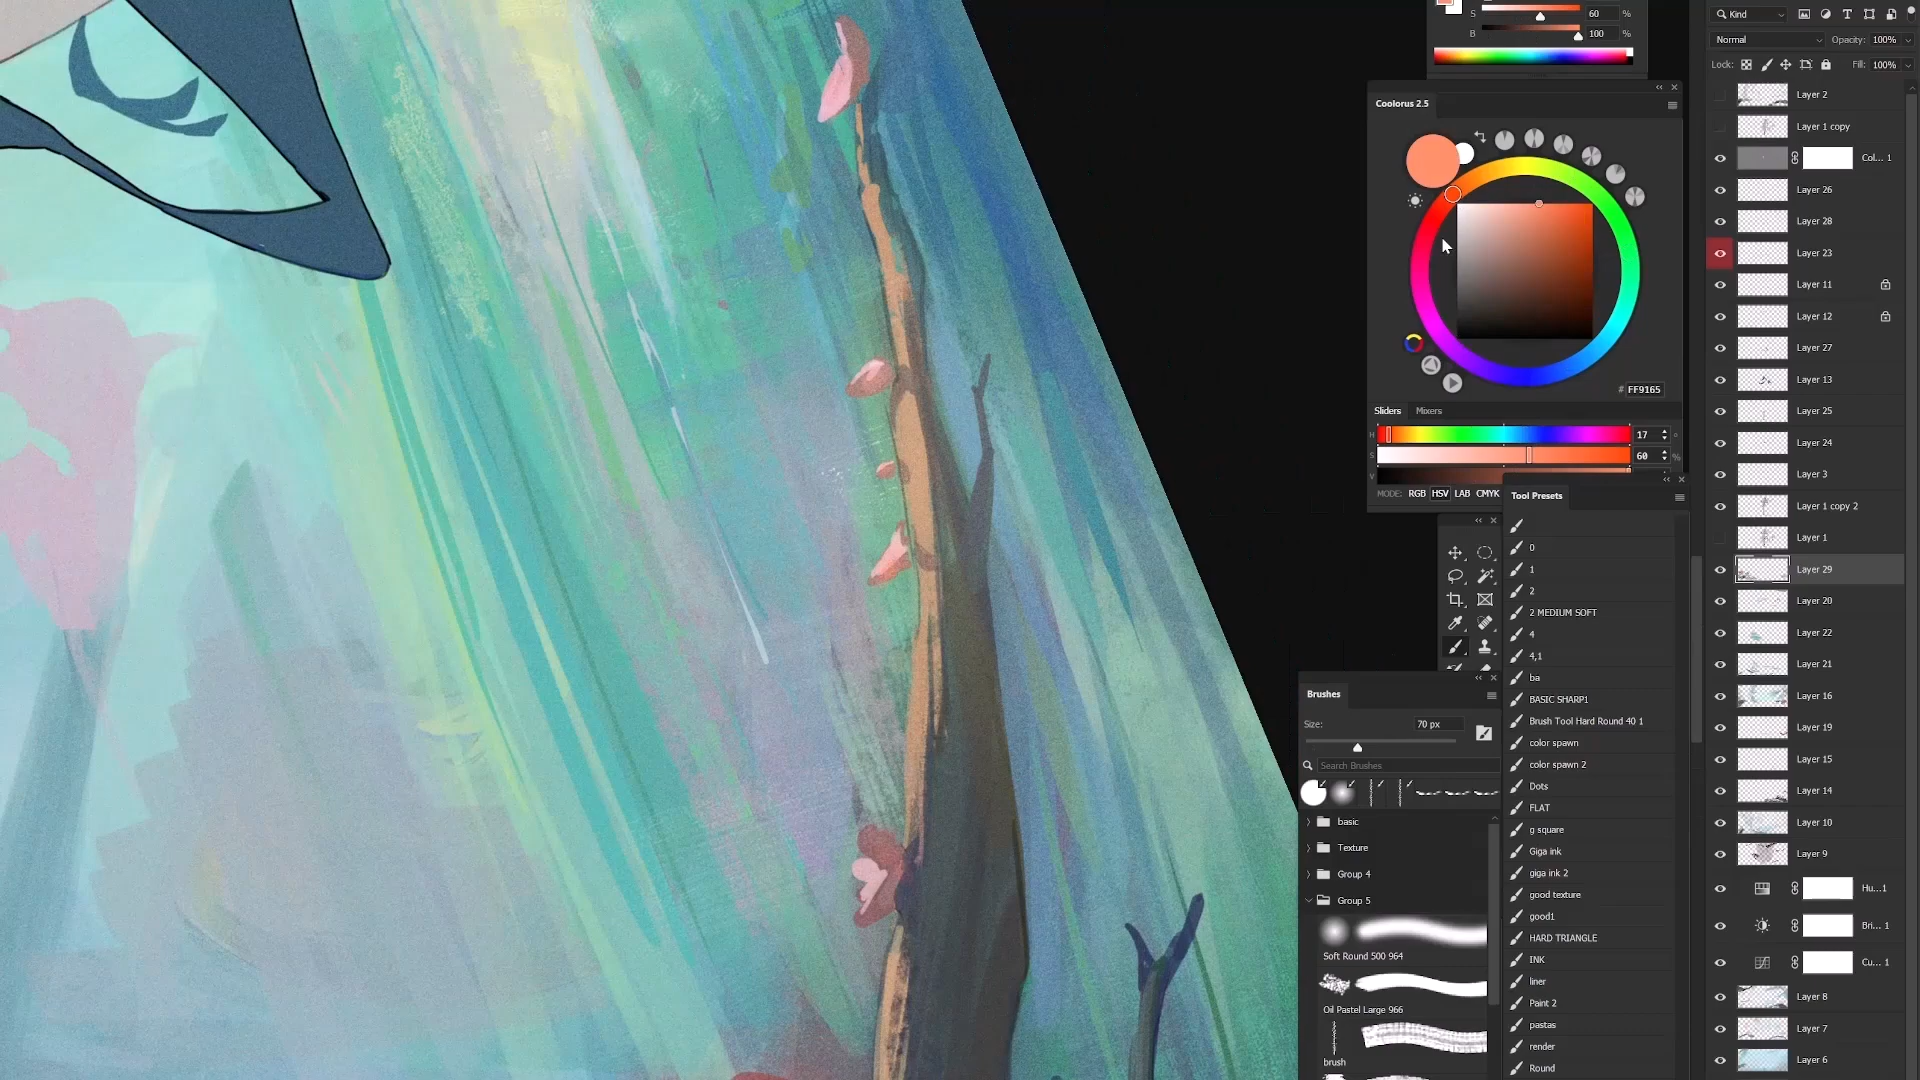 S 60 %
B 100 %
Coolorus 2.5
# FF9165
Sliders Mixers
H 17 °
S 60 %
V
MODE: RGB HSV LAB CMYK
Tool Presets
0
1
2
2 MEDIUM SOFT
4
4,1
ba
BASIC SHARP1
Brush Tool Hard Round 40 1
color spawn
color spawn 2
Dots
FLAT
g square
Giga ink
giga ink 2
good texture
good1
HARD TRIANGLE
INK
liner
Paint 2
pastas
render
Round
Brushes
Size: 70 px
Search Brushes
basic
Texture
Group 4
Group 5
Soft Round 500 964
Oil Pastel Large 966
brush
Kind
Normal Opacity: 100%
Lock: Fill: 100%
Layer 2
Layer 1 copy
Col... 1
Layer 26
Layer 28
Layer 23
Layer 11
Layer 12
Layer 27
Layer 13
Layer 25
Layer 24
Layer 3
Layer 1 copy 2
Layer 1
Layer 29
Layer 20
Layer 22
Layer 21
Layer 16
Layer 19
Layer 15
Layer 14
Layer 10
Layer 9
Hu...1
Bri... 1
Cu... 1
Layer 8
Layer 7
Layer 6